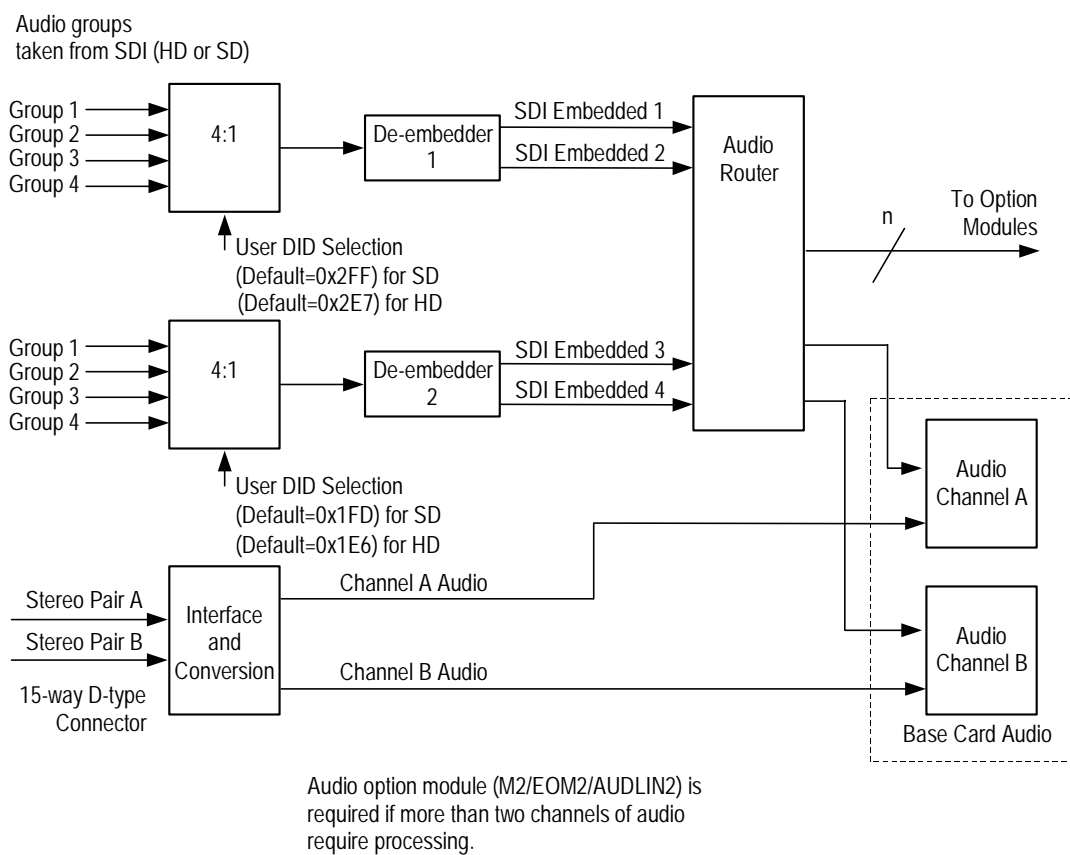 Audio groups
taken from SDI (HD or SD)
Group 1
Group 2
Group 3
Group 4
4:1
De-embedder
1
SDI Embedded 1
SDI Embedded 2
Audio
Router
n
To Option
Modules
User DID Selection
(Default=0x2FF) for SD
(Default=0x2E7) for HD
Group 1
Group 2
Group 3
Group 4
4:1
De-embedder
2
SDI Embedded 3
SDI Embedded 4
User DID Selection
(Default=0x1FD) for SD
(Default=0x1E6) for HD
Audio
Channel A
Stereo Pair A
Stereo Pair B
15-way D-type
Connector
Interface
and
Conversion
Channel A Audio
Channel B Audio
Audio
Channel B
Base Card Audio
Audio option module (M2/EOM2/AUDLIN2) is
required if more than two channels of audio
require processing.